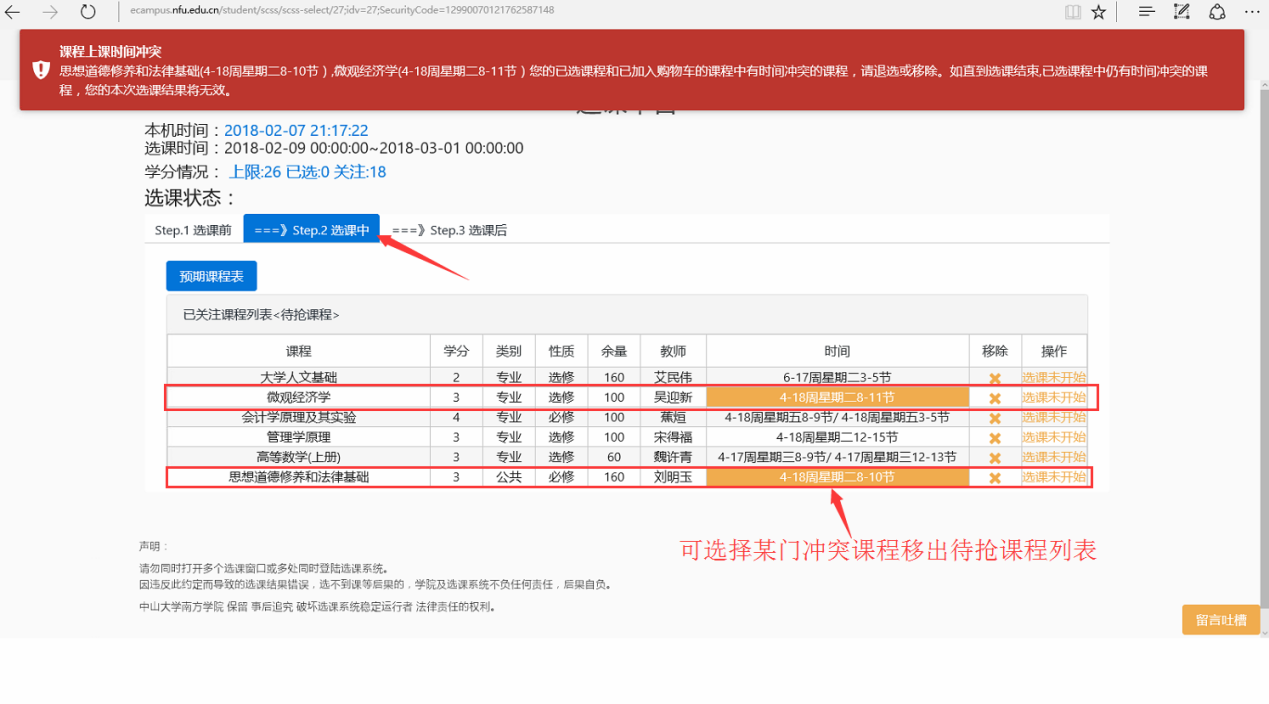 ecampus.nfu.edu.cn/student/scss/scss-select/27;idv=27;SecurityCode=12990070121762587148
课程上课时间冲突
思想道德修养和法律基础(4-18周星期二8-10节 ) ,微观经济学(4-18周星期二8-11节 ) 您的已选课程和已加入购物车的课程中有时间冲突的课程，请退选或移除。如直到选课结束,已选课程中仍有时间冲突的课
程，您的本次选课结果将无效。
本机时间：2018-02-07 21:17:22
选课时间：2018-02-09 00:00:00~2018-03-01 00:00:00
学分情况： 上限:26 已选:0 关注:18
选课状态：
Step.1 选课前 ===》Step.2 选课中 ===》Step.3 选课后
预期课程表
已关注课程列表<待抢课程>
课程 学分 类别 性质 余量 教师 时间 移除 操作
大学人文基础 2 专业 选修 160 艾民伟 6-17周星期二3-5节 选课未开始
微观经济学 3 专业 选修 100 吴迎新 4-18周星期二8-11节 选课未开始
会计学原理及其实验 4 专业 必修 100 蕉烜 4-18周星期五8-9节/ 4-18周星期五3-5节 选课未开始
管理学原理 3 专业 选修 100 宋得福 4-18周星期二12-15节 选课未开始
高等数学(上册) 3 专业 选修 60 魏许青 4-17周星期三8-9节/ 4-17周星期三12-13节 选课未开始
思想道德修养和法律基础 3 公共 必修 160 刘明玉 4-18周星期二8-10节 选课未开始
可选择某门冲突课程移出待抢课程列表
声明：
请勿同时打开多个选课窗口或多处同时登陆选课系统。
因违反此约定而导致的选课结果错误，选不到课等后果的，学院及选课系统不负任何责任，后果自负。
中山大学南方学院 保留 事后追究 破坏选课系统稳定运行者 法律责任的权利。
留言吐槽